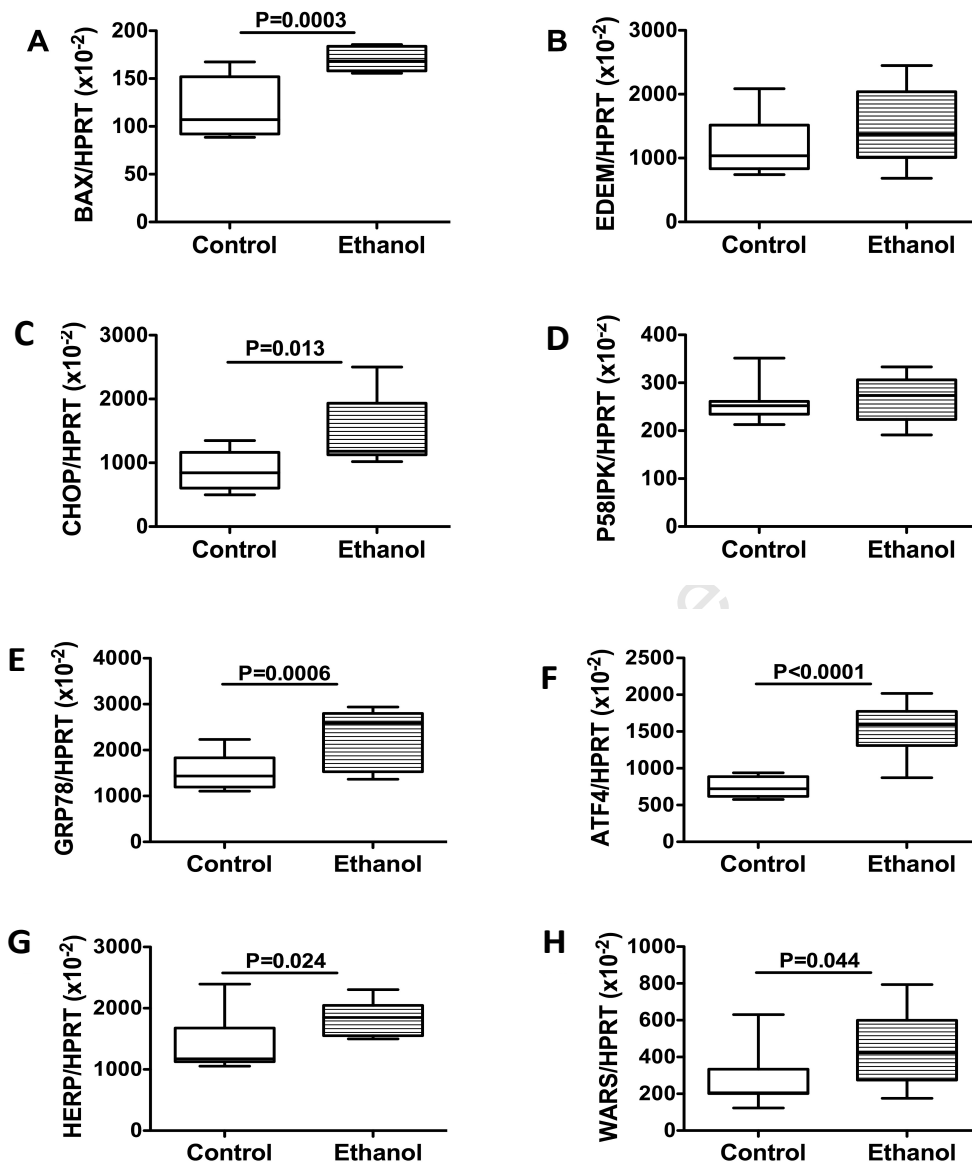 A
BAX/HPRT (x10-2)
P=0.0003
200
150
100
50
0
Control Ethanol
B
EDEM/HPRT (x10-2)
3000
2000
1000
0
Control Ethanol
C
CHOP/HPRT (x10-2)
P=0.013
3000
2000
1000
0
Control Ethanol
D
P58IPK/HPRT (x10-2)
400
300
200
100
0
Control Ethanol
E
GRP78/HPRT (x10-2)
P=0.0006
4000
3000
2000
1000
0
Control Ethanol
F
ATF4/HPRT (x10-2)
P<0.0001
2500
2000
1500
1000
500
0
Control Ethanol
G
HERP/HPRT (x10-2)
P=0.024
3000
2000
1000
0
Control Ethanol
H
WARS/HPRT (x10-2)
P=0.044
1000
800
600
400
200
0
Control Ethanol